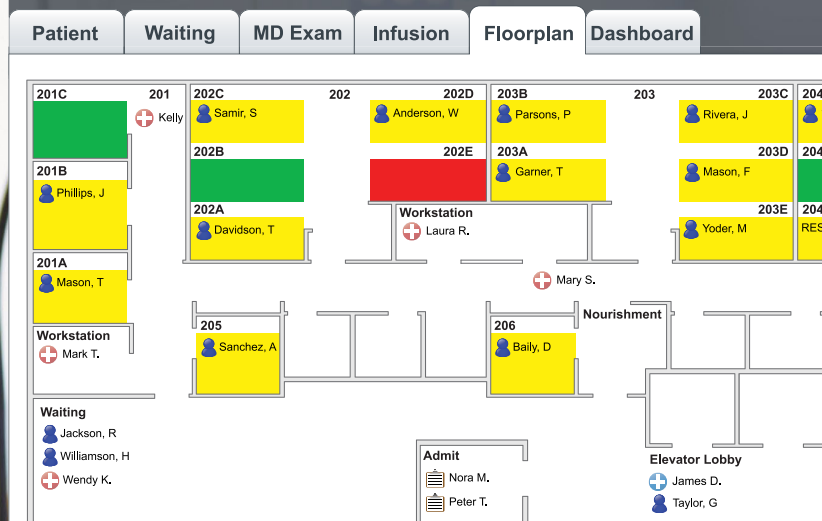 Patient
Waiting
MD Exam
Infusion
Floorplan
Dashboard
201C
201
202C
202
202D
203B
203
203C
204
Kelly
Samir, S
Anderson, W
Parsons, P
Rivera, J
201B
202B
202E
203A
203D
204
Phillips, J
Garner, T
Mason, F
202A
Workstation
203E
204
Davidson, T
Laura R.
Yoder, M
RES
201A
Mason, T
Mary S.
Workstation
Mark T.
205
206
Nourishment
Sanchez, A
Baily, D
Waiting
Jackson, R
Williamson, H
Wendy K.
Admit
Nora M.
Peter T.
Elevator Lobby
James D.
Taylor, G